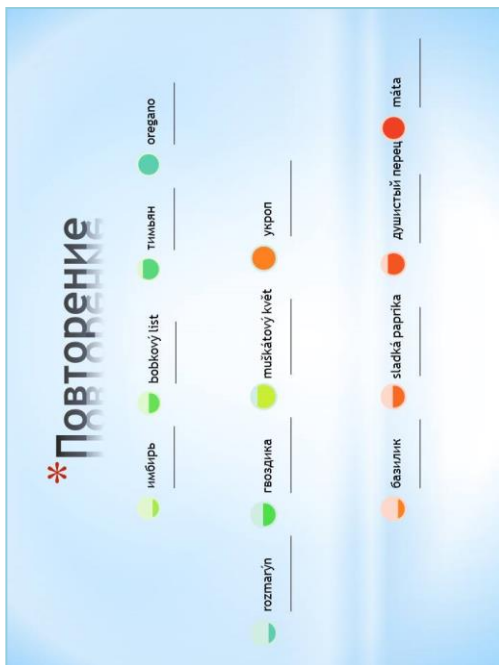 *Повторение
имбирь
bobkový list
тимьян
oregano
rozmarýn
гвоздика
muškátový květ
укроп
базилик
sladká paprika
душистый перец
máta